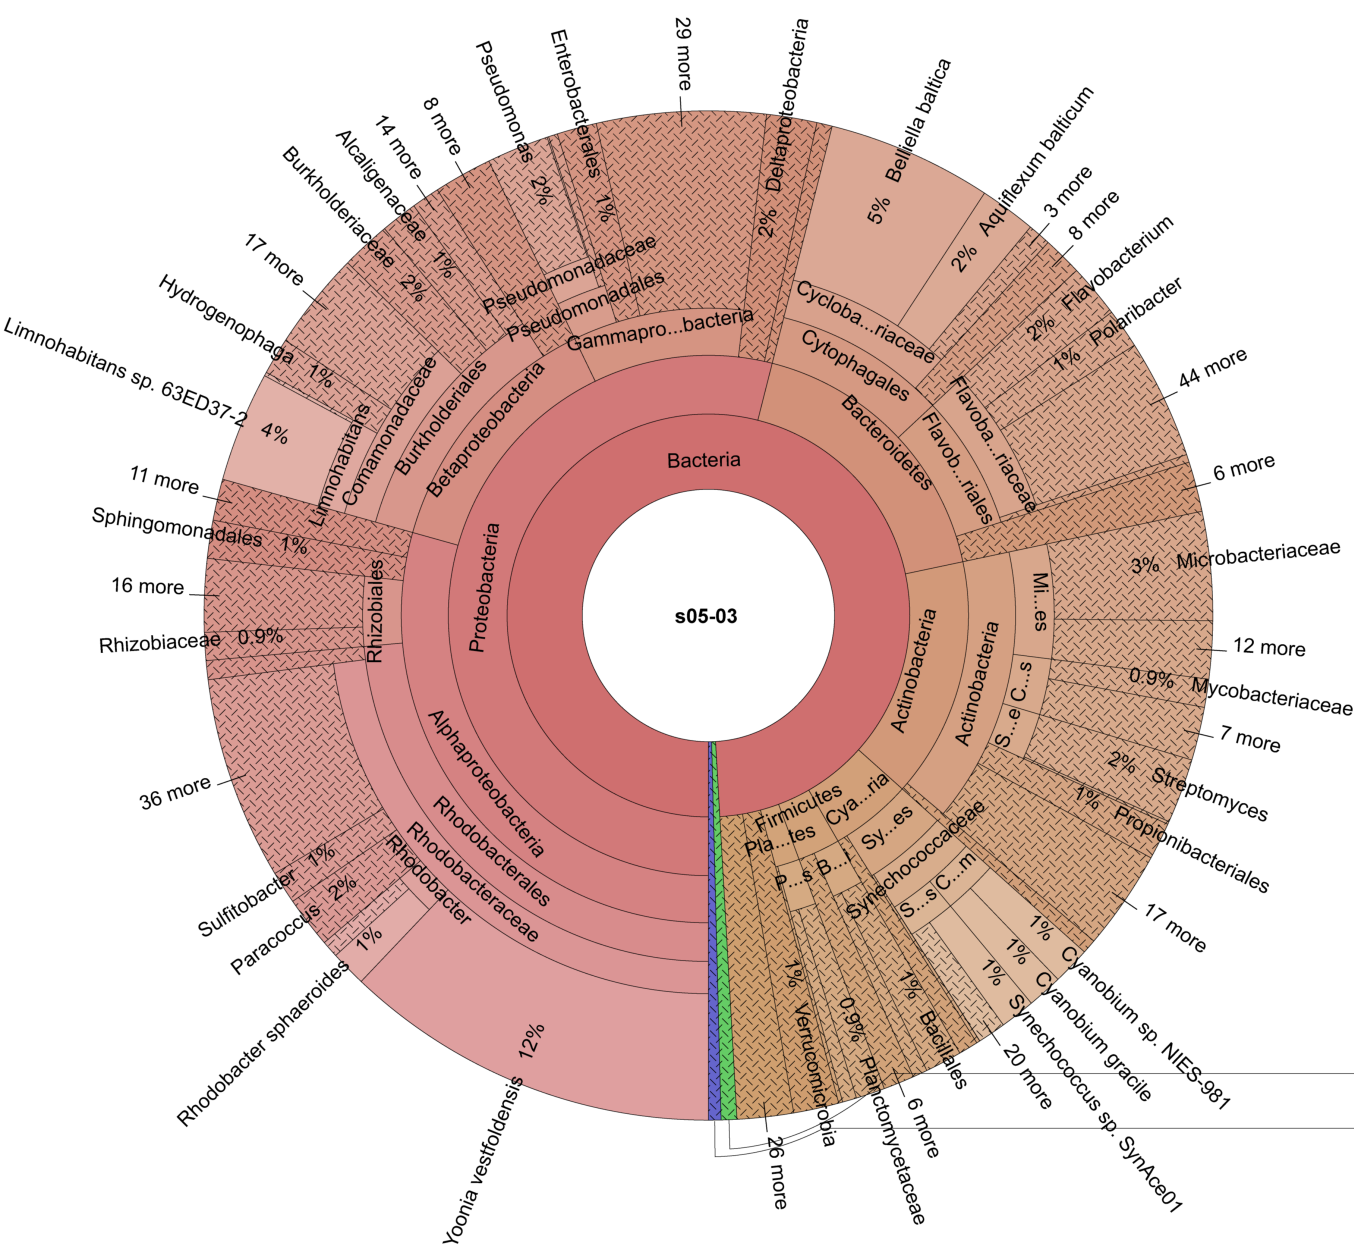 s05-03
Bacteria
Proteobacteria
Bacteroidetes
Actinobacteria
Firmicutes
Cya...ria
Pla...tes
Alphaproteobacteria
Betaproteobacteria
Gammapro...bacteria
Cytophagales
Cycloba...riaceae
Flavob...riales
Flavoba...riaceae
Actinobacteria
Mi...es
C...s
S...e
Sy...es
Synechococcaceae
C...m
S...s
B...l
P...s
Rhodobacterales
Rhodobacteraceae
Rhodobacter
Rhizobiales
Burkholderiales
Comamonadaceae
Limnohabitans
Pseudomonadales
Pseudomonadaceae
29 more
2% Deltaproteobacteria
5% Belliella baltica
2% Aquiflexum balticum
3 more
8 more
2% Flavobacterium
1% Polaribacter
44 more
6 more
3% Microbacteriaceae
12 more
0.9% Mycobacteriaceae
7 more
2% Streptomyces
1% Propionibacteriales
17 more
1% Cyanobium sp. NIES-981
1% Cyanobium gracile
1% Synechococcus sp. SynAce01
20 more
1% Bacillales
6 more
0.9% Planctomycetaceae
1% Verrucomicrobia
26 more
Yoonia vestfoldensis 12%
Rhodobacter sphaeroides 1%
Paracoccus 2%
Sulfitobacter 1%
36 more
Rhizobiaceae 0.9%
16 more
Sphingomonadales 1%
11 more
Limnohabitans sp. 63ED37-2 4%
Hydrogenophaga 1%
17 more
Burkholderiaceae 2%
Alcaligenaceae 1%
14 more
8 more
Pseudomonas 2%
Enterobacterales 1%